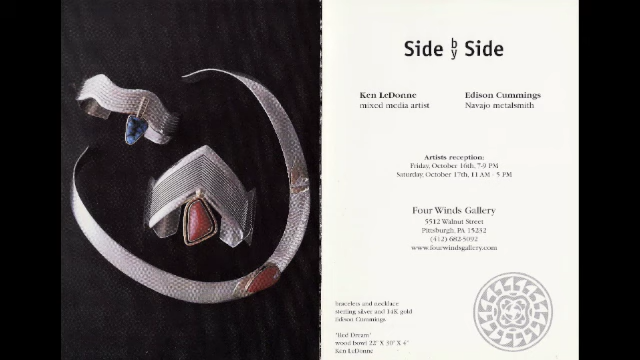 Side by Side
Ken LeDonne
mixed media artist
Edison Cummings
Navajo metalsmith
Artists reception:
Friday, October 16th, 7-9 PM
Saturday, October 17th, 11 AM - 5 PM
Four Winds Gallery
5512 Walnut Street
Pittsburgh, PA 15232
(412) 682-5092
www.fourwindsgallery.com
bracelets and necklace
sterling silver and 14K gold
Edison Cummings
"Red Dream"
wood bowl 22" X 30" X 4"
Ken LeDonne